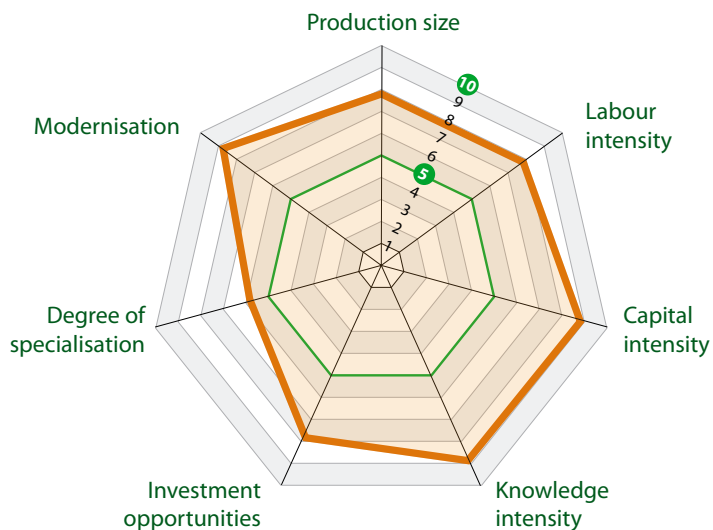 Production size
10
9
8
7
6
5
4
3
2
1
Labour
intensity
Modernisation
Degree of
specialisation
Capital
intensity
Investment
opportunities
Knowledge
intensity